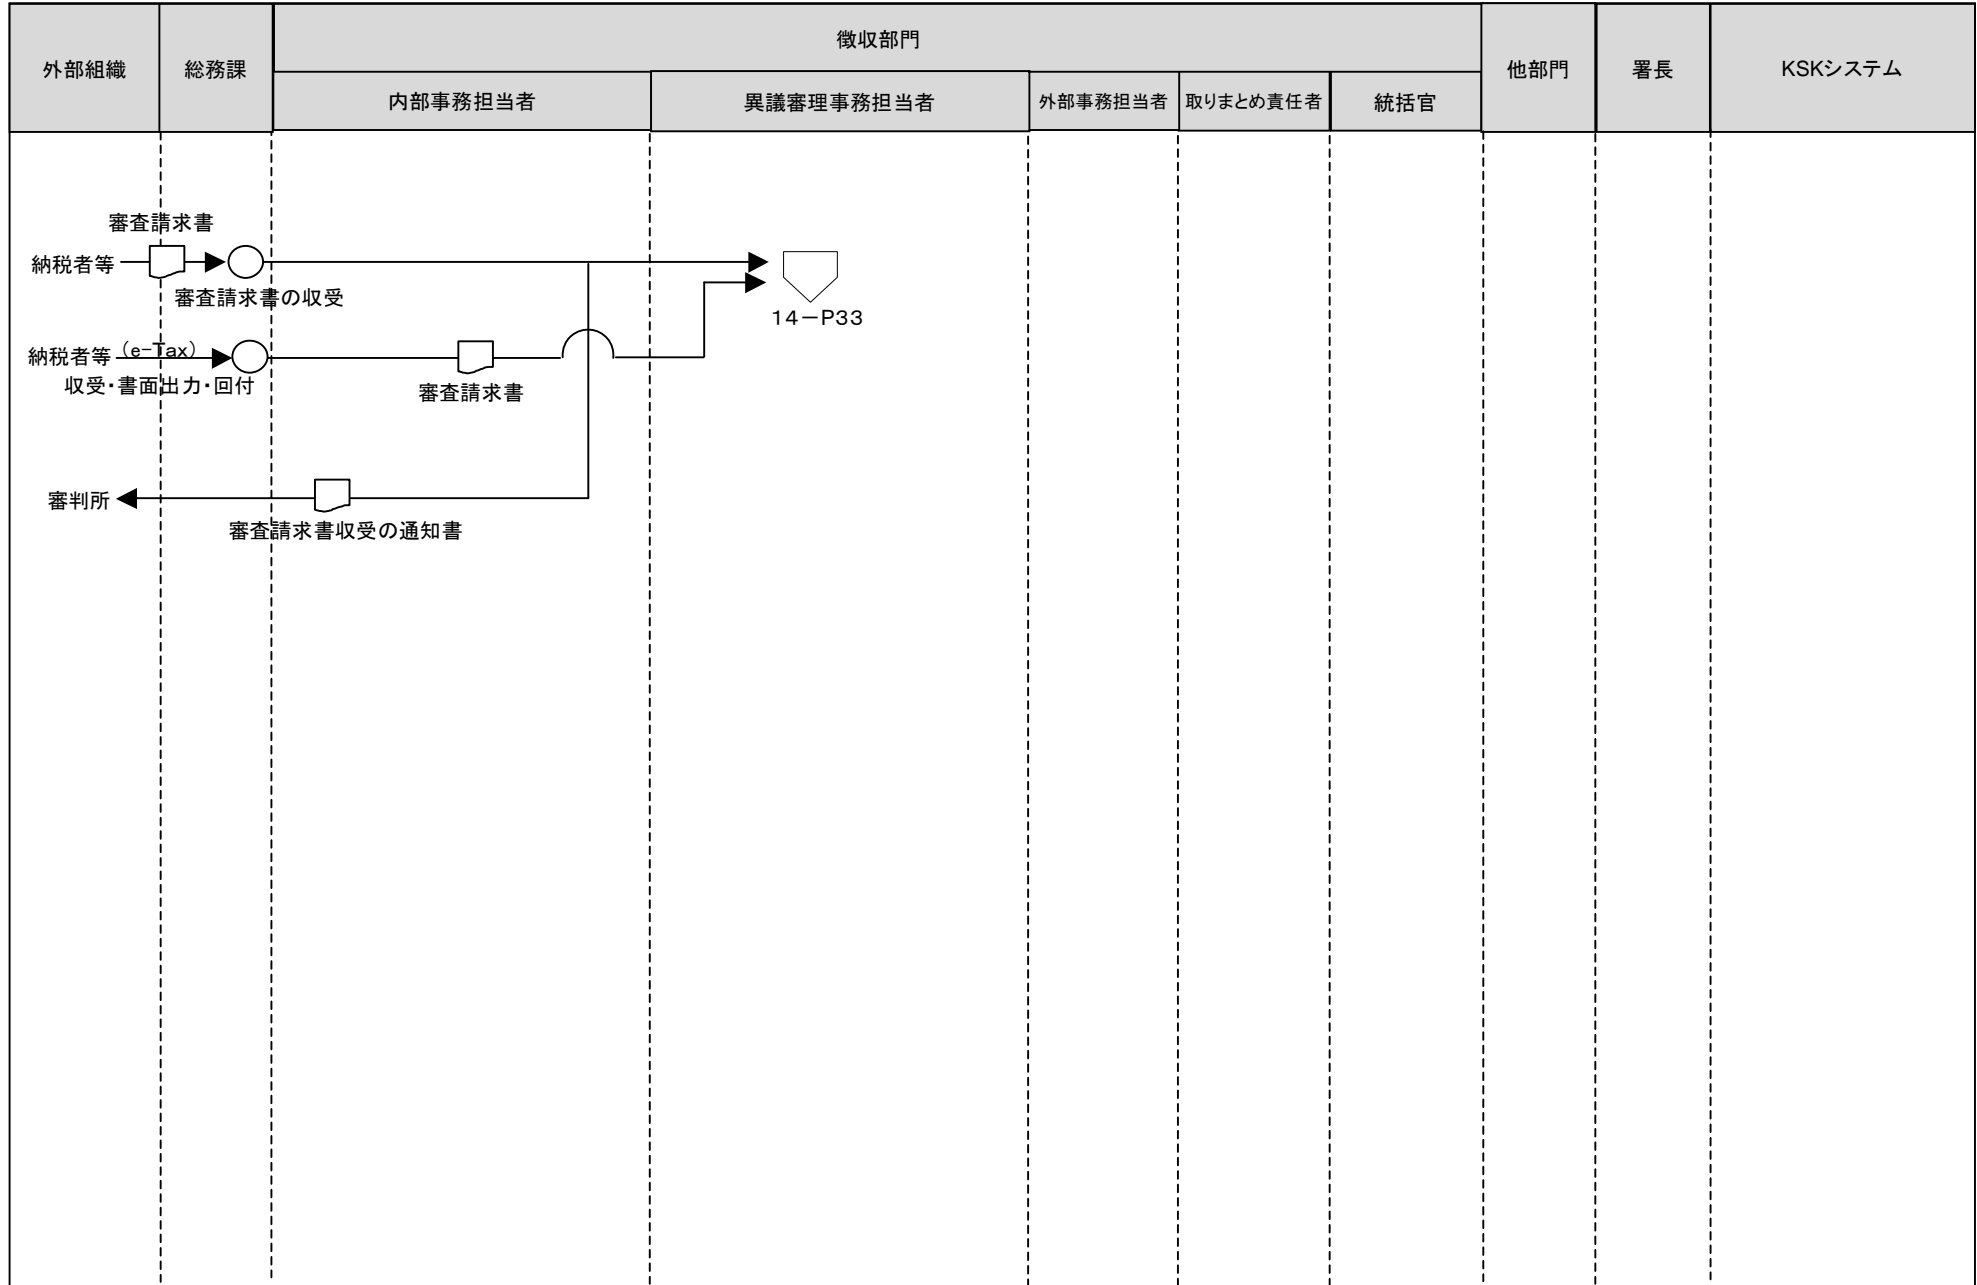 外部組織
総務課
徴収部門
内部事務担当者
異議審理事務担当者
外部事務担当者
取りまとめ責任者
統括官
他部門
署長
KSKシステム
審査請求書
納税者等
審査請求書の収受
14－P33
納税者等
(e-Tax)
収受・書面出力・回付
審査請求書
審判所
審査請求書収受の通知書